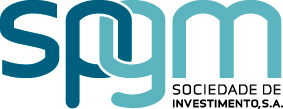 spgm
SOCIEDADE DE
INVESTIMENTO, S.A.